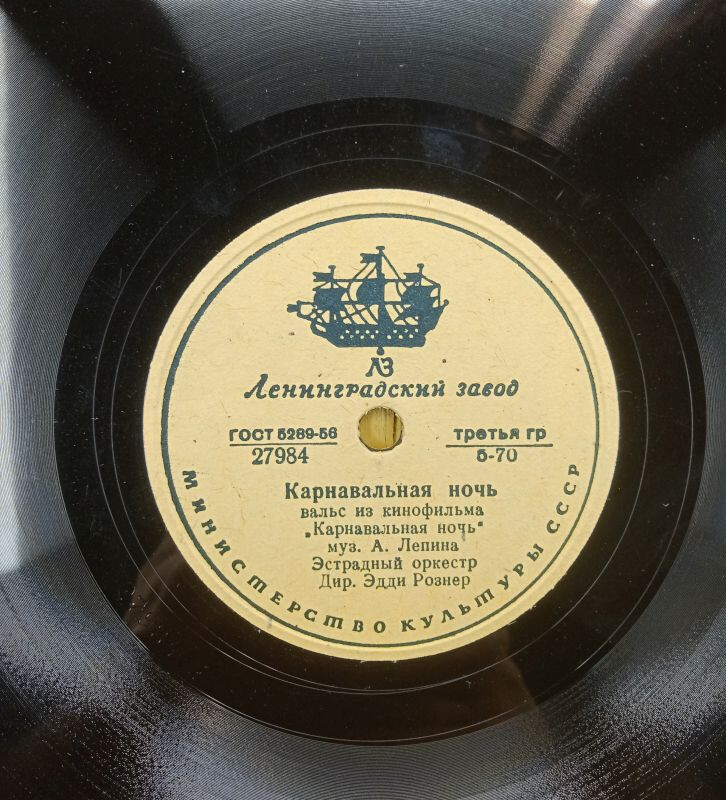 ЛЗ
Ленинградский завод
ГОСТ 5289-56
27984
третья гр
5-70
Карнавальная ночь
вальс из кинофильма
„Карнавальная ночь"
муз. А. Лепина
Эстрадный оркестр
Дир. Эдди Рознер
МИНИСТЕРСТВО КУЛЬТУРЫ СССР